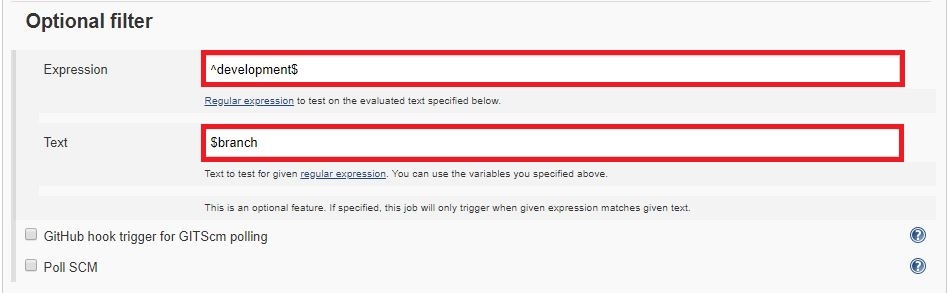 Optional filter
Expression
^development$
Regular expression to test on the evaluated text specified below.
Text
$branch
Text to test for given regular expression. You can use the variables you specified above.
This is an optional feature. If specified, this job will only trigger when given expression matches given text.
GitHub hook trigger for GITScm polling
?
Poll SCM
?